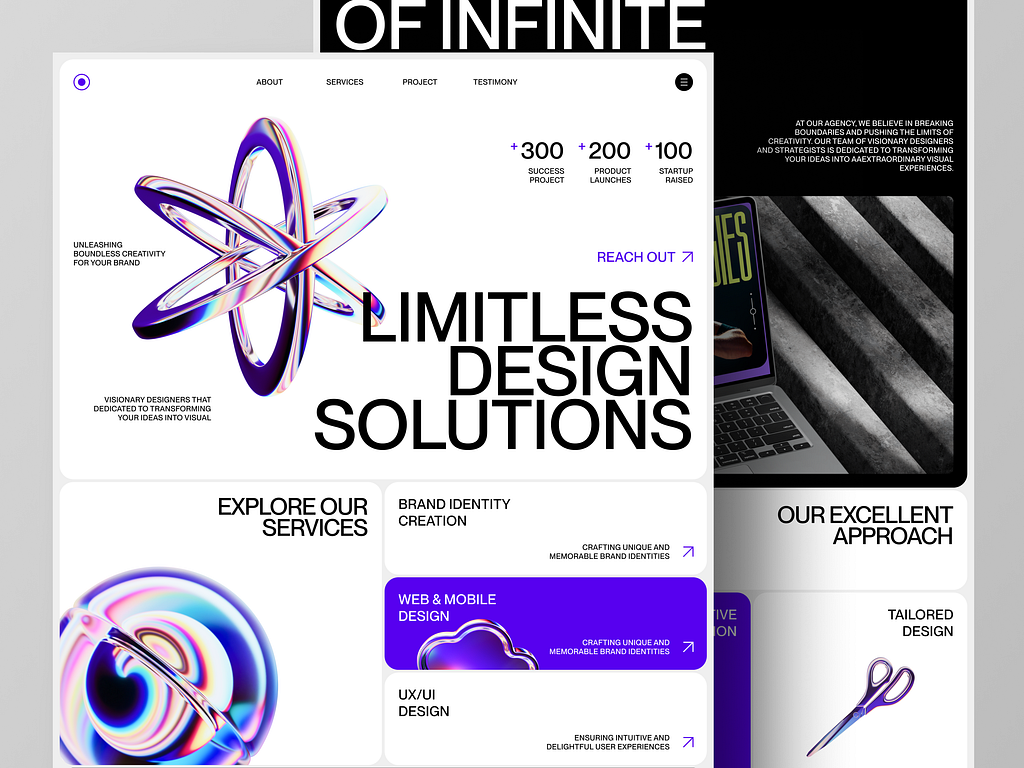 OF INFINITE
ABOUT
SERVICES
PROJECT
TESTIMONY
+300
SUCCESS
PROJECT
+200
PRODUCT
LAUNCHES
+100
STARTUP
RAISED
UNLEASHING
BOUNDLESS CREATIVITY
FOR YOUR BRAND
REACH OUT
LIMITLESS
DESIGN
SOLUTIONS
VISIONARY DESIGNERS THAT
DEDICATED TO TRANSFORMING
YOUR IDEAS INTO VISUAL
EXPLORE OUR
SERVICES
BRAND IDENTITY
CREATION
CRAFTING UNIQUE AND
MEMORABLE BRAND IDENTITIES
WEB & MOBILE
DESIGN
CRAFTING UNIQUE AND
MEMORABLE BRAND IDENTITIES
UX/UI
DESIGN
ENSURING INTUITIVE AND
DELIGHTFUL USER EXPERIENCES
AT OUR AGENCY, WE BELIEVE IN BREAKING
BOUNDARIES AND PUSHING THE LIMITS OF
CREATIVITY. OUR TEAM OF VISIONARY DESIGNERS
AND STRATEGISTS IS DEDICATED TO TRANSFORMING
YOUR IDEAS INTO AAEXTRAORDINARY VISUAL
EXPERIENCES.
OUR EXCELLENT
APPROACH
TAILORED
DESIGN